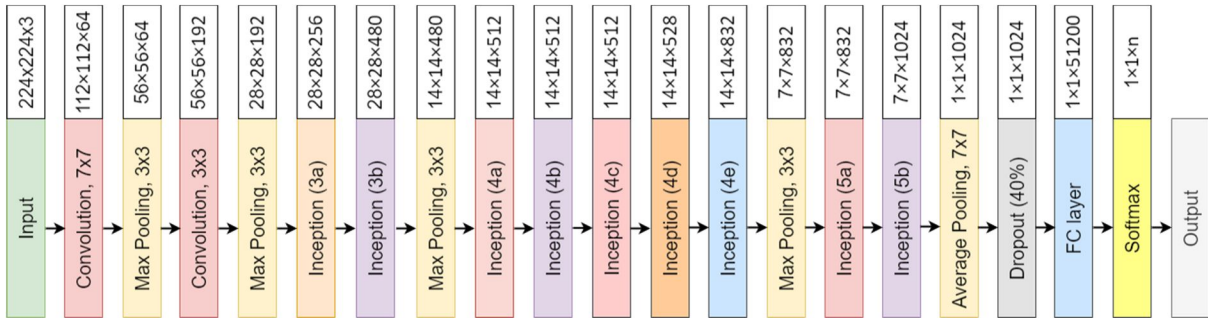 224x224x3
Input
112×112×64
Convolution, 7x7
56×56×64
Max Pooling, 3x3
56×56×192
Convolution, 3x3
28×28×192
Max Pooling, 3x3
28×28×256
Inception (3a)
28×28×480
Inception (3b)
14×14×480
Max Pooling, 3x3
14×14×512
Inception (4a)
14×14×512
Inception (4b)
14×14×512
Inception (4c)
14×14×528
Inception (4d)
14×14×832
Inception (4e)
7×7×832
Max Pooling, 3x3
7×7×832
Inception (5a)
7×7×1024
Inception (5b)
1×1×1024
Average Pooling, 7x7
1×1×1024
Dropout (40%)
1×1×51200
FC layer
1×1×n
Softmax
Output